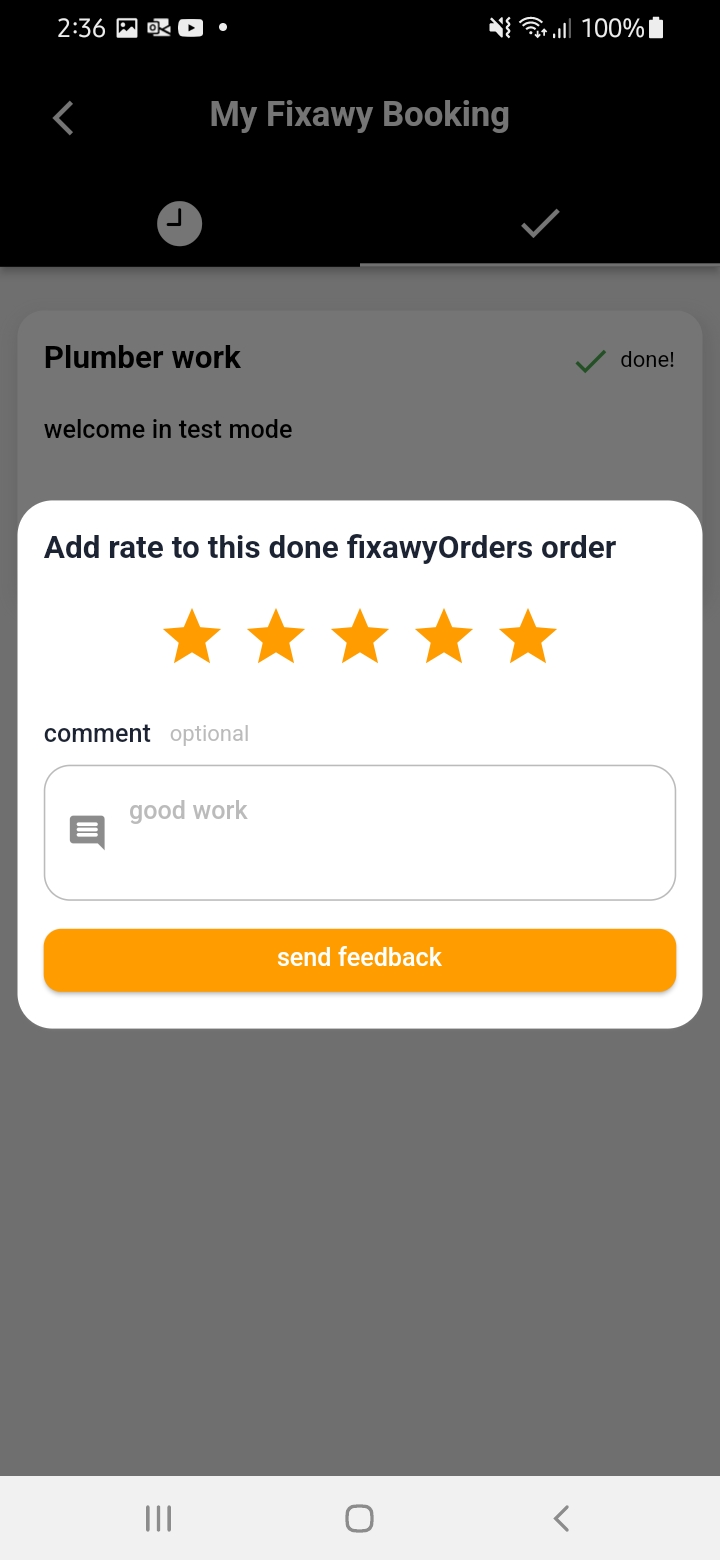 2:36 100%
My Fixawy Booking
Plumber work done!
welcome in test mode
Add rate to this done fixawyOrders order
comment optional
good work
send feedback